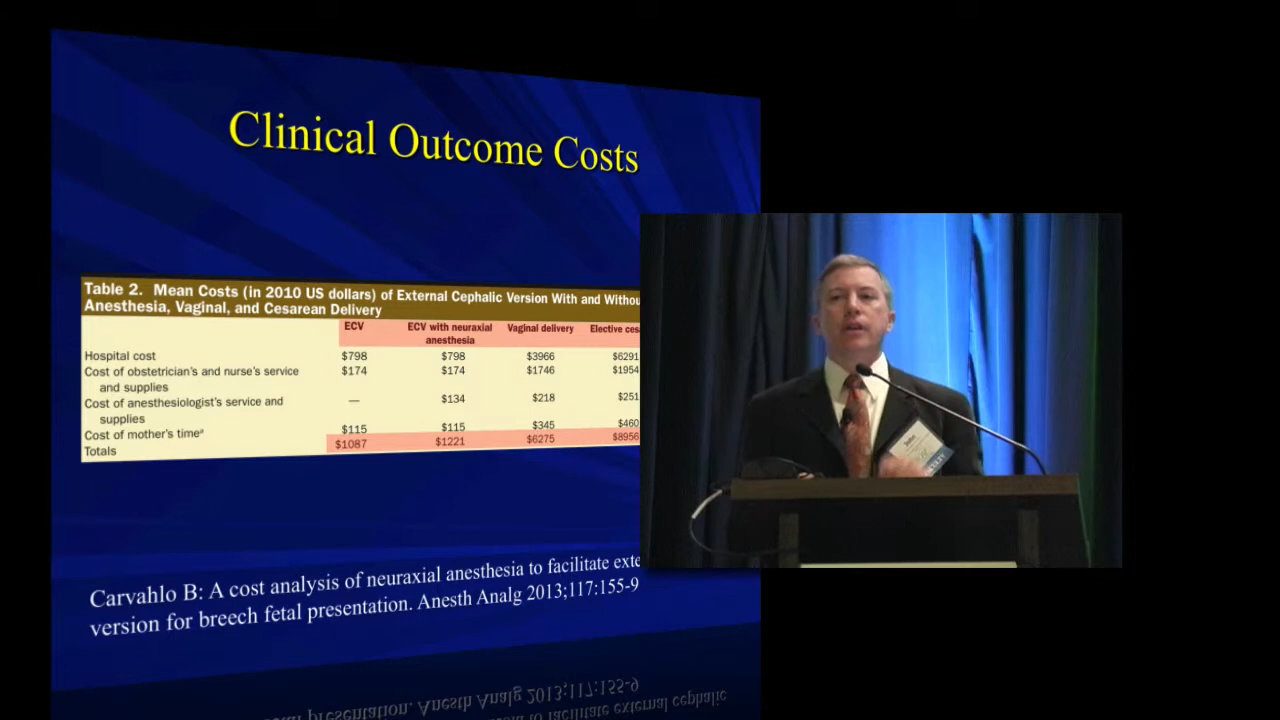 Clinical Outcome Costs
Table 2. Mean Costs (in 2010 US dollars) of External Cephalic Version With and Withou
Anesthesia, Vaginal, and Cesarean Delivery
ECV ECV with neuraxial Vaginal delivery Elective ces
anesthesia
Hospital cost $798 $798 $3966 $6291
Cost of obstetrician's and nurse's service $174 $174 $1746 $1954
and supplies
Cost of anesthesiologist's service and — $134 $218 $251
supplies
Cost of mother's timeᵃ $115 $115 $345 $460
Totals $1087 $1221 $6275 $8956
Carvahlo B: A cost analysis of neuraxial anesthesia to facilitate exte
version for breech fetal presentation. Anesth Analg 2013;117:155-9